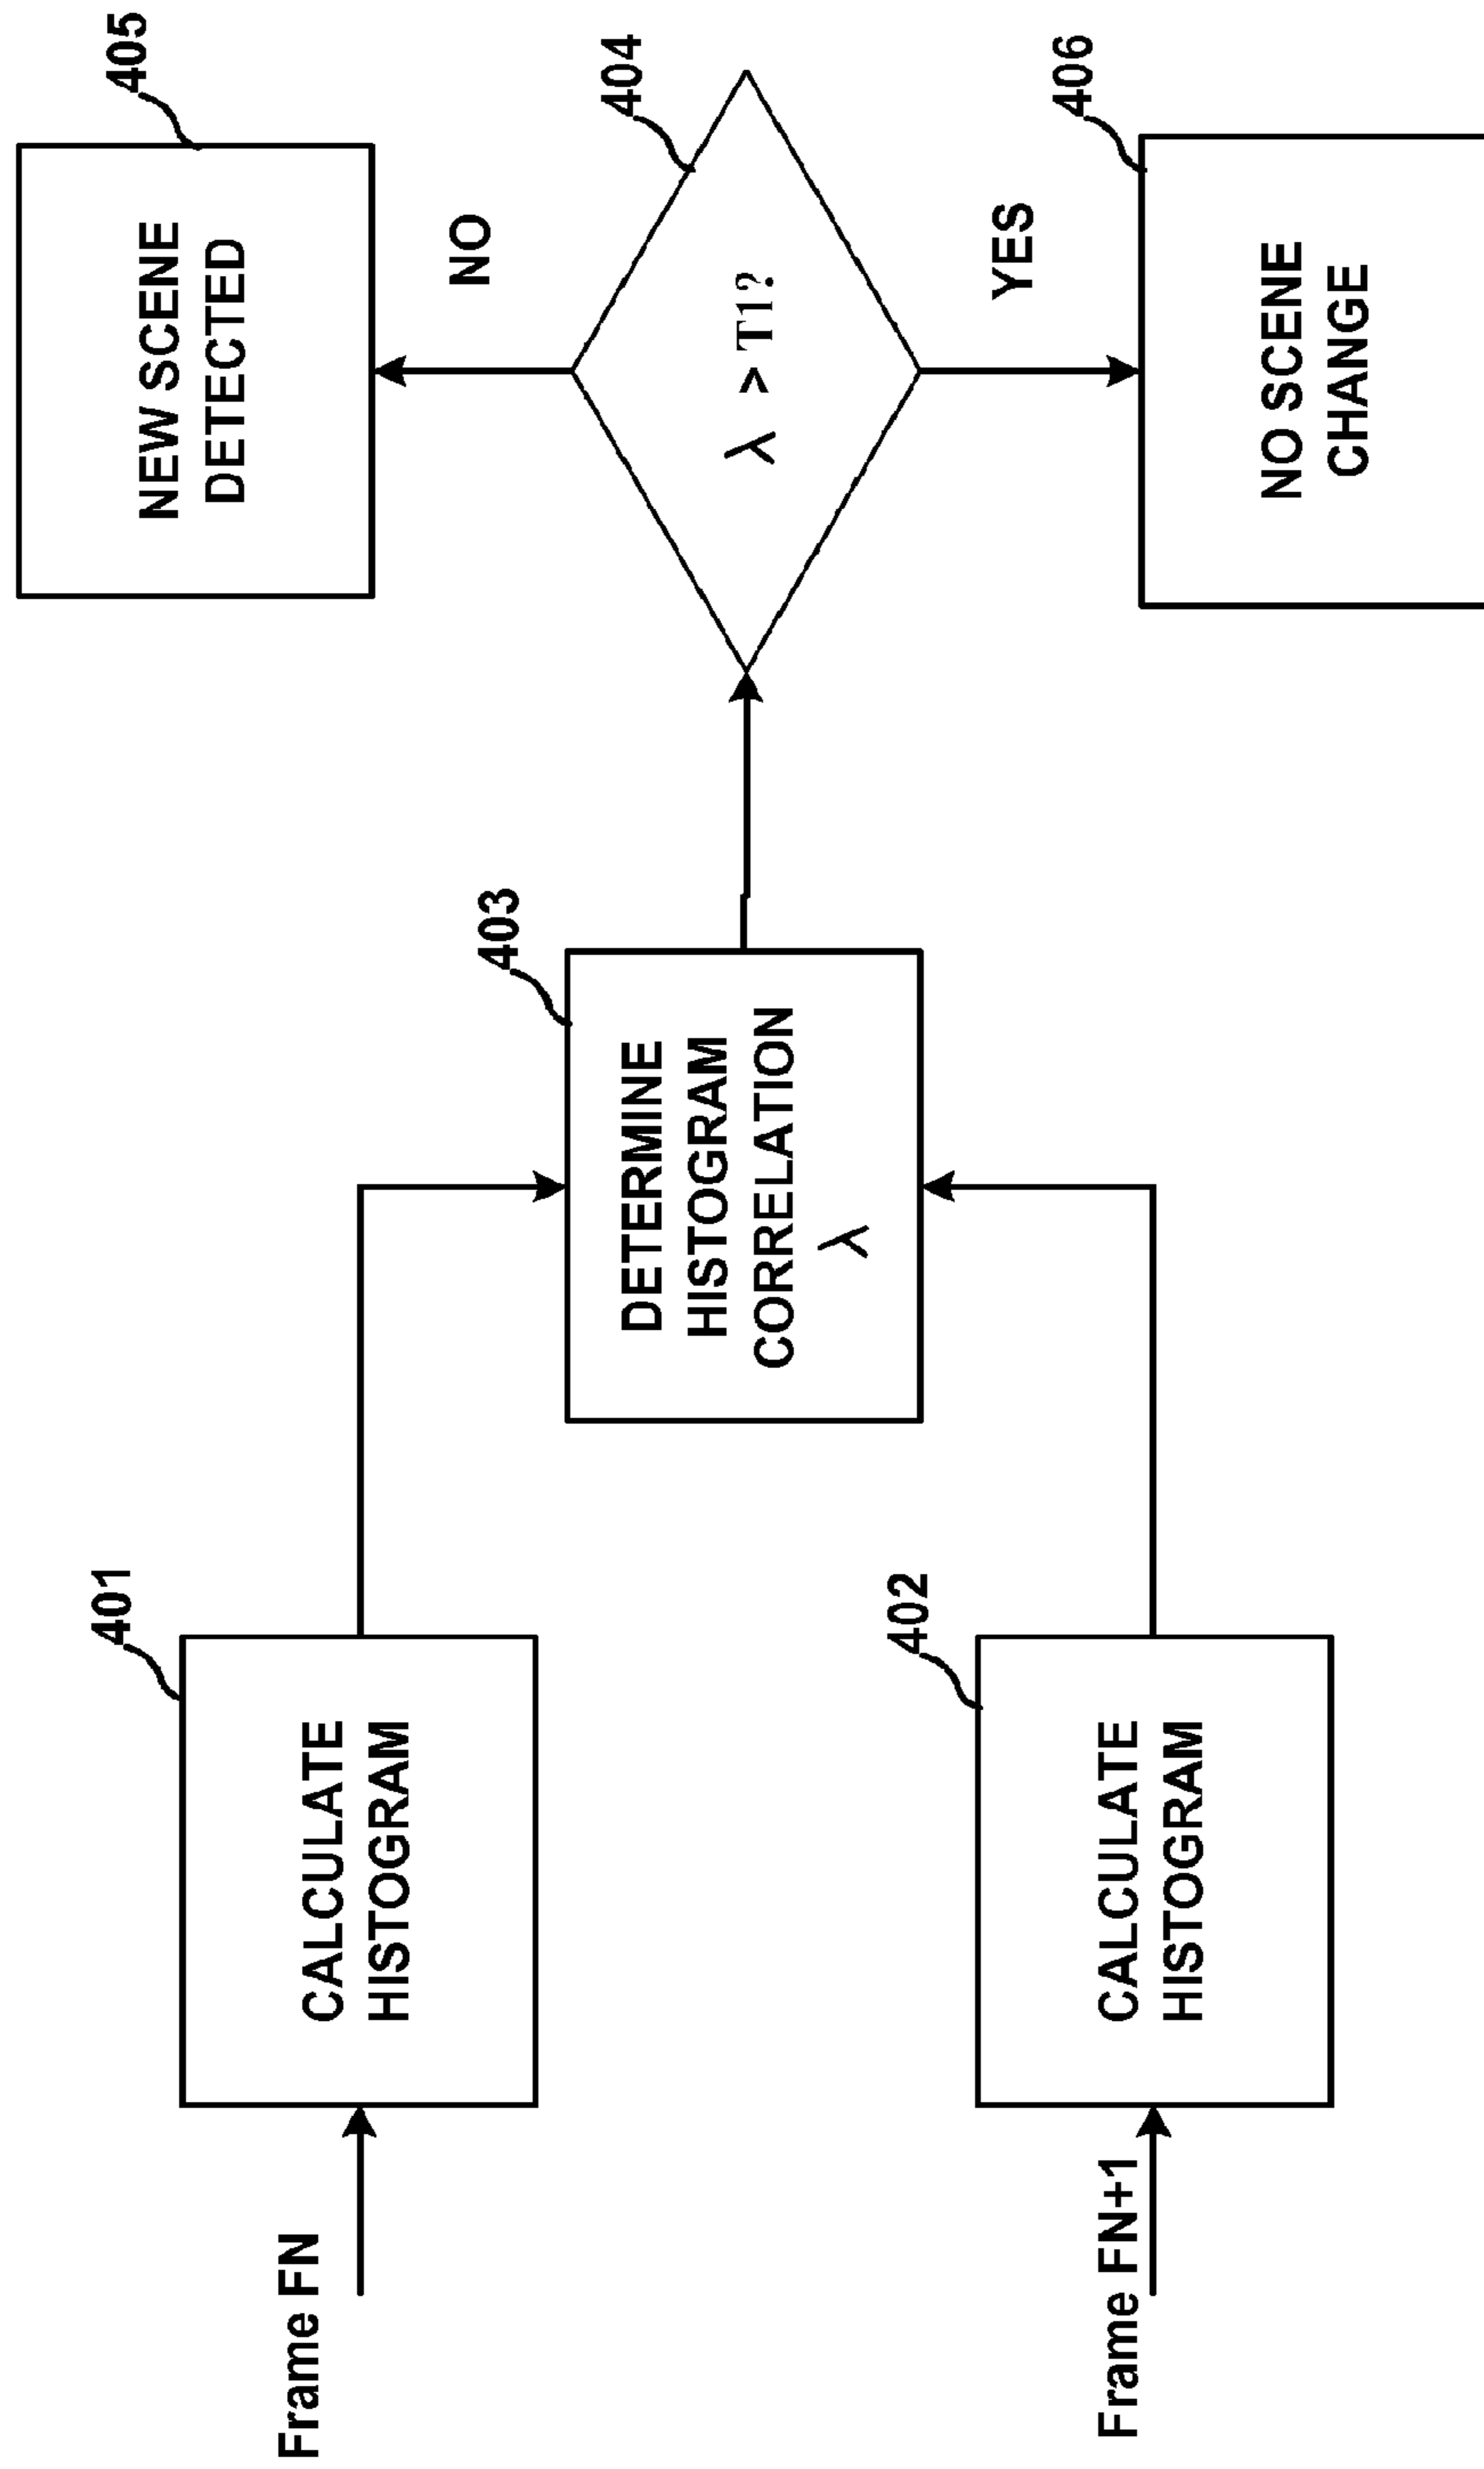 Frame FN
401
CALCULATE
HISTOGRAM
Frame FN+1
402
CALCULATE
HISTOGRAM
403
DETERMINE
HISTOGRAM
CORRELATION
λ
404
λ > T1?
NO
405
NEW SCENE
DETECTED
YES
406
NO SCENE
CHANGE